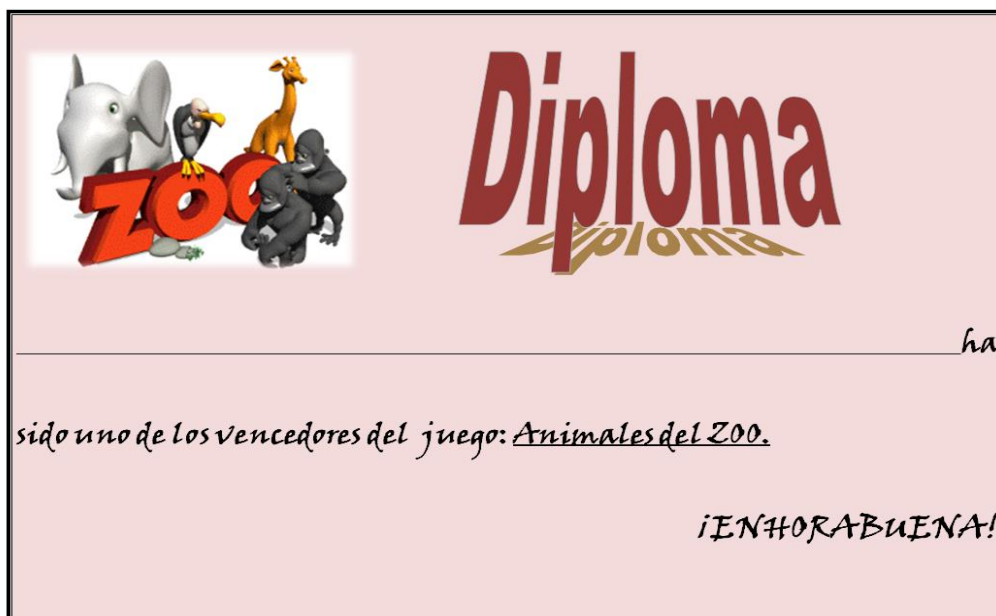 ZOO
Diploma
Diploma
ha
sido uno de los vencedores del juego: Animales del ZOO.
¡ENHORABUENA!